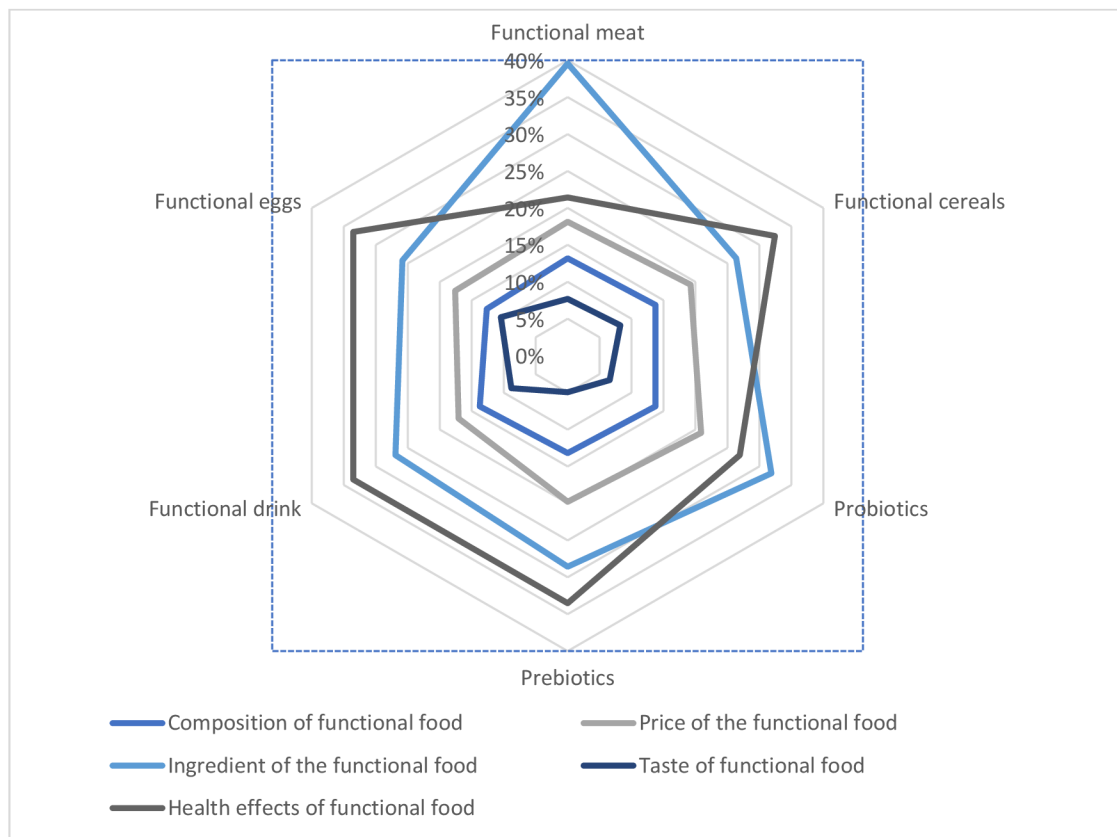 Functional meat
40%
35%
30%
25%
20%
15%
10%
5%
0%
Functional eggs
Functional cereals
Functional drink
Probiotics
Prebiotics
Composition of functional food
Price of the functional food
Ingredient of the functional food
Taste of functional food
Health effects of functional food